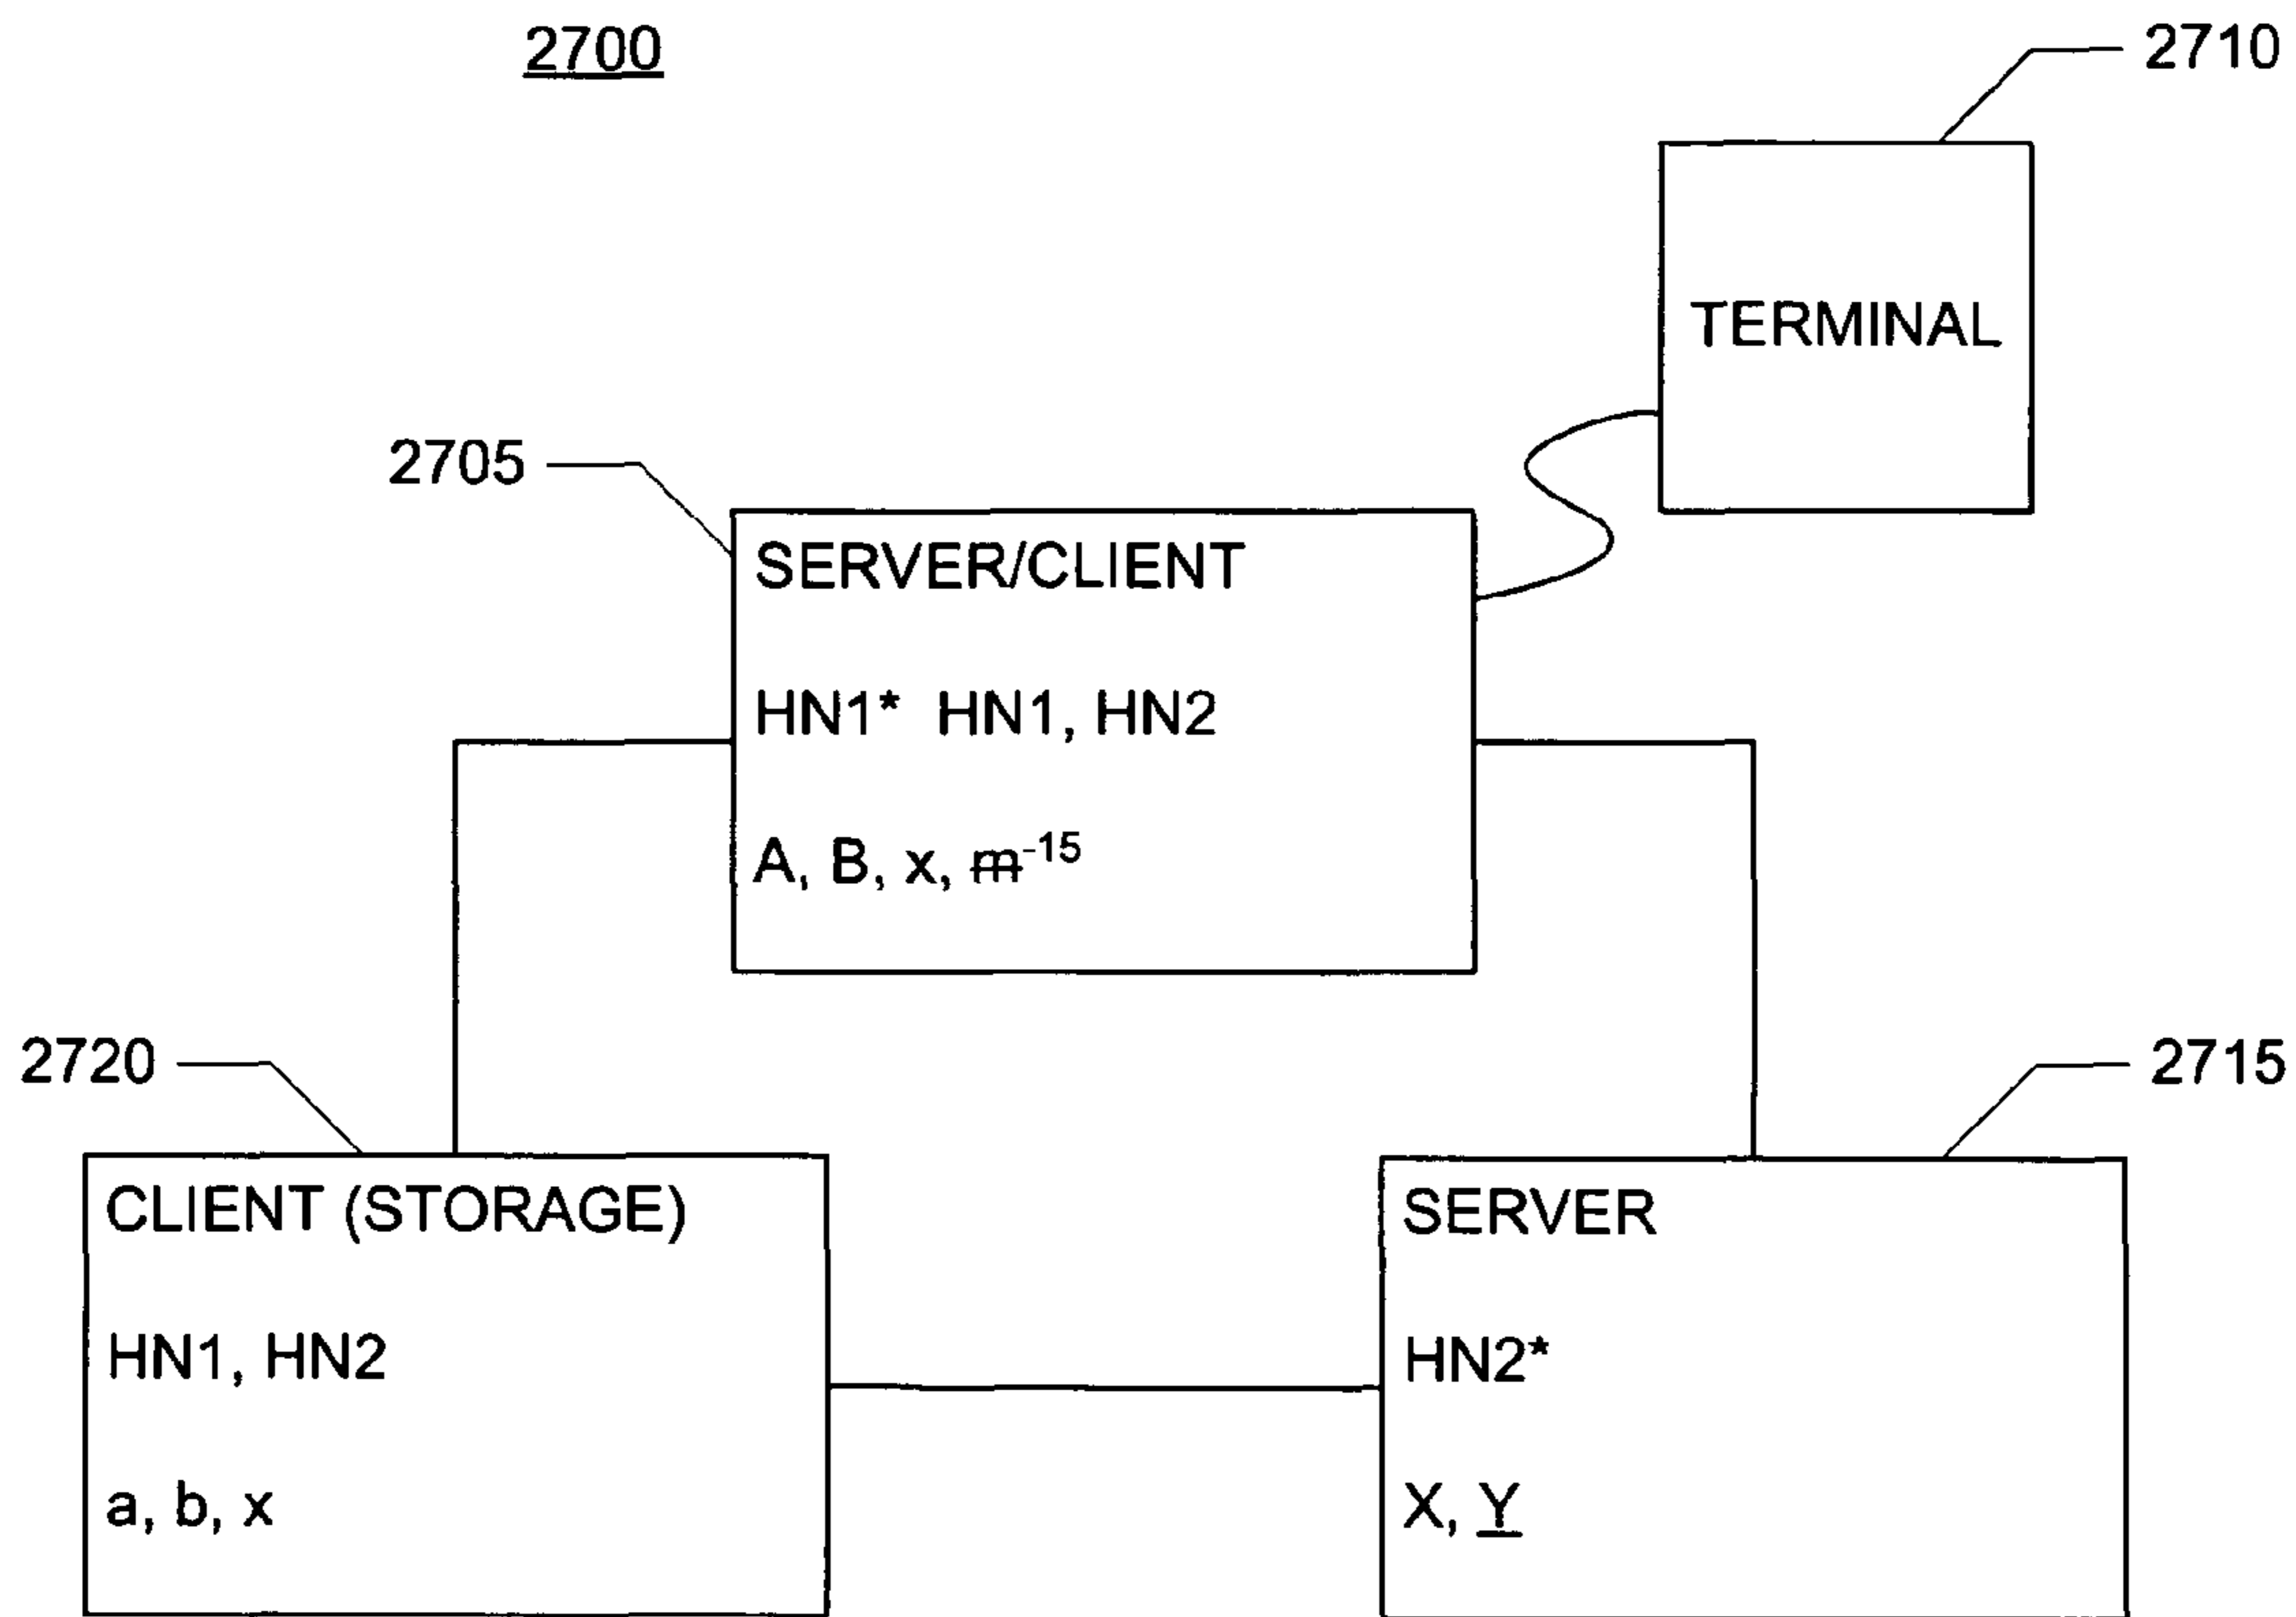 2700
2710
TERMINAL
2705
SERVER/CLIENT
HN1* HN1, HN2
A, B, x, m⁻¹⁵
2720
2715
CLIENT (STORAGE)
HN1, HN2
a, b, x
SERVER
HN2*
X, Y